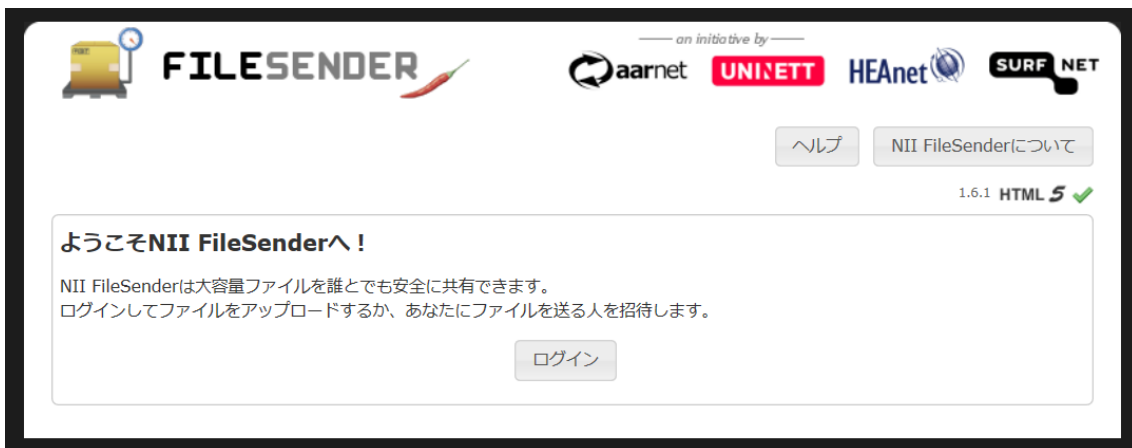 FILESENDER
an initiative by
aarnet UNINETT HEAnet SURF NET
ヘルプ NII FileSenderについて
1.6.1 HTML 5
ようこそNII FileSenderへ！
NII FileSenderは大容量ファイルを誰とでも安全に共有できます。
ログインしてファイルをアップロードするか、あなたにファイルを送る人を招待します。
ログイン